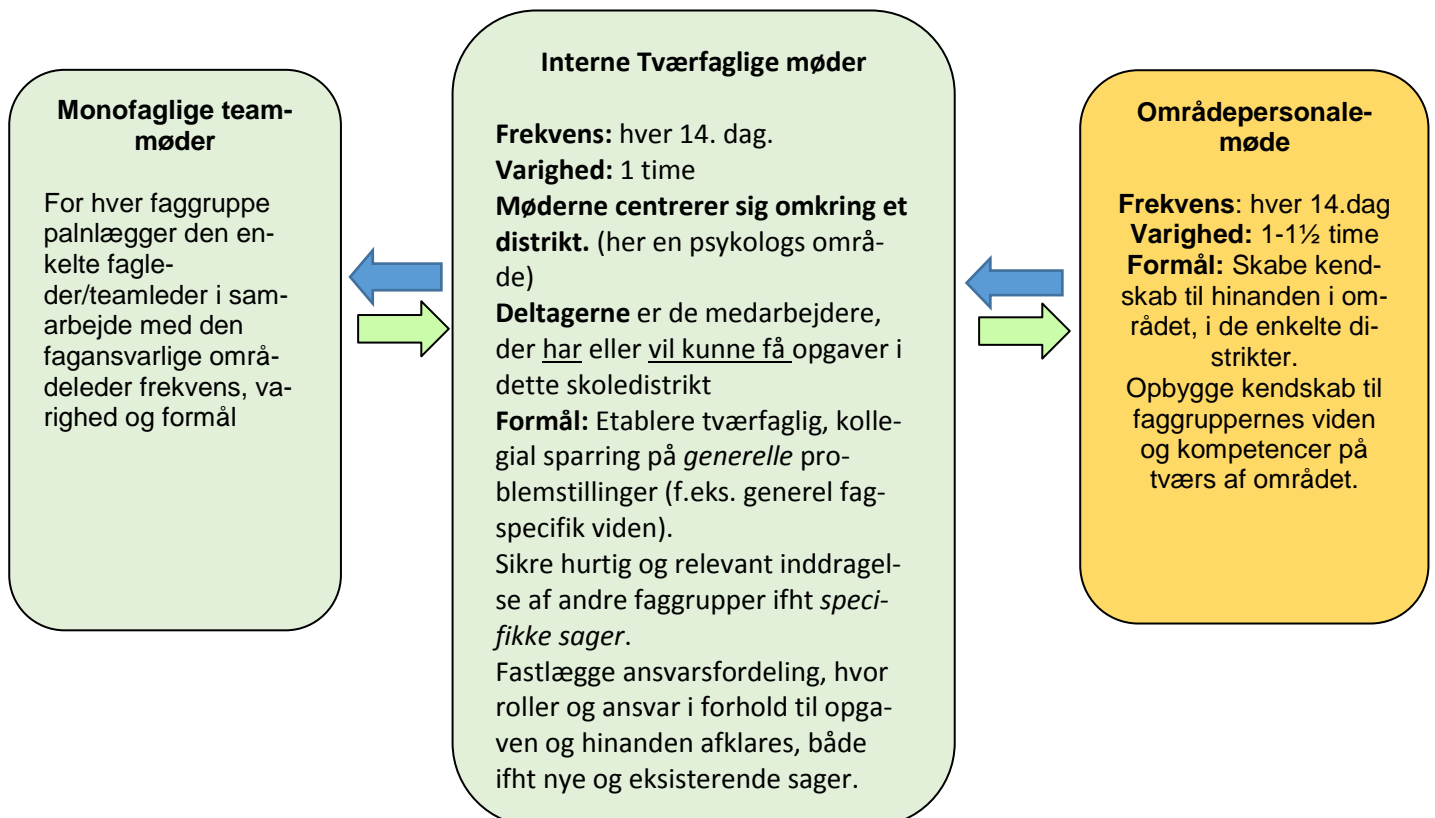 Monofaglige team-
møder
For hver faggruppe
palnlægger den en-
kelte fagle-
der/teamleder i sam-
arbejde med den
fagansvarlige områ-
deleder frekvens, va-
righed og formål
Interne Tværfaglige møder
Frekvens: hver 14. dag.
Varighed: 1 time
Møderne centrerer sig omkring et
distrikt. (her en psykologs områ-
de)
Deltagerne er de medarbejdere,
der har eller vil kunne få opgaver i
dette skoledistrikt
Formål: Etablere tværfaglig, kolle-
gial sparring på generelle pro-
blemstillinger (f.eks. generel fag-
specifik viden).
Sikre hurtig og relevant inddragel-
se af andre faggrupper ifht speci-
fikke sager.
Fastlægge ansvarsfordeling, hvor
roller og ansvar i forhold til opga-
ven og hinanden afklares, både
ifht nye og eksisterende sager.
Områdepersonale-
møde
Frekvens: hver 14.dag
Varighed: 1-1½ time
Formål: Skabe kend-
skab til hinanden i om-
rådet, i de enkelte di-
strikter.
Opbygge kendskab til
faggruppernes viden
og kompetencer på
tværs af området.